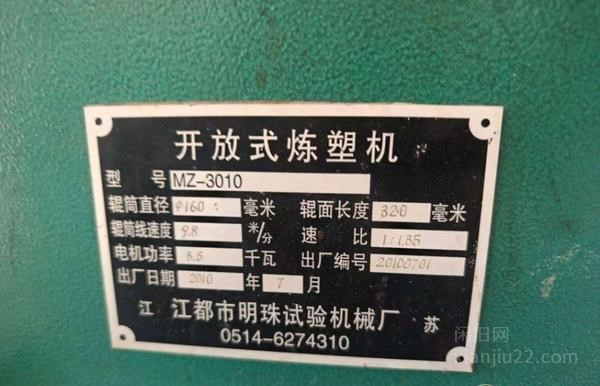 开放式炼塑机
型 号 MZ-3010
辊筒直径 φ160 毫米 辊面长度 320 毫米
辊筒线速度 9.8 米/分 速 比 1:1.35
电机功率 5.5 千瓦 出厂编号 20100701
出厂日期 2010 年 7 月
江 江都市明珠试验机械厂 苏
0514-6274310
闲旧网
xianjiu22.com